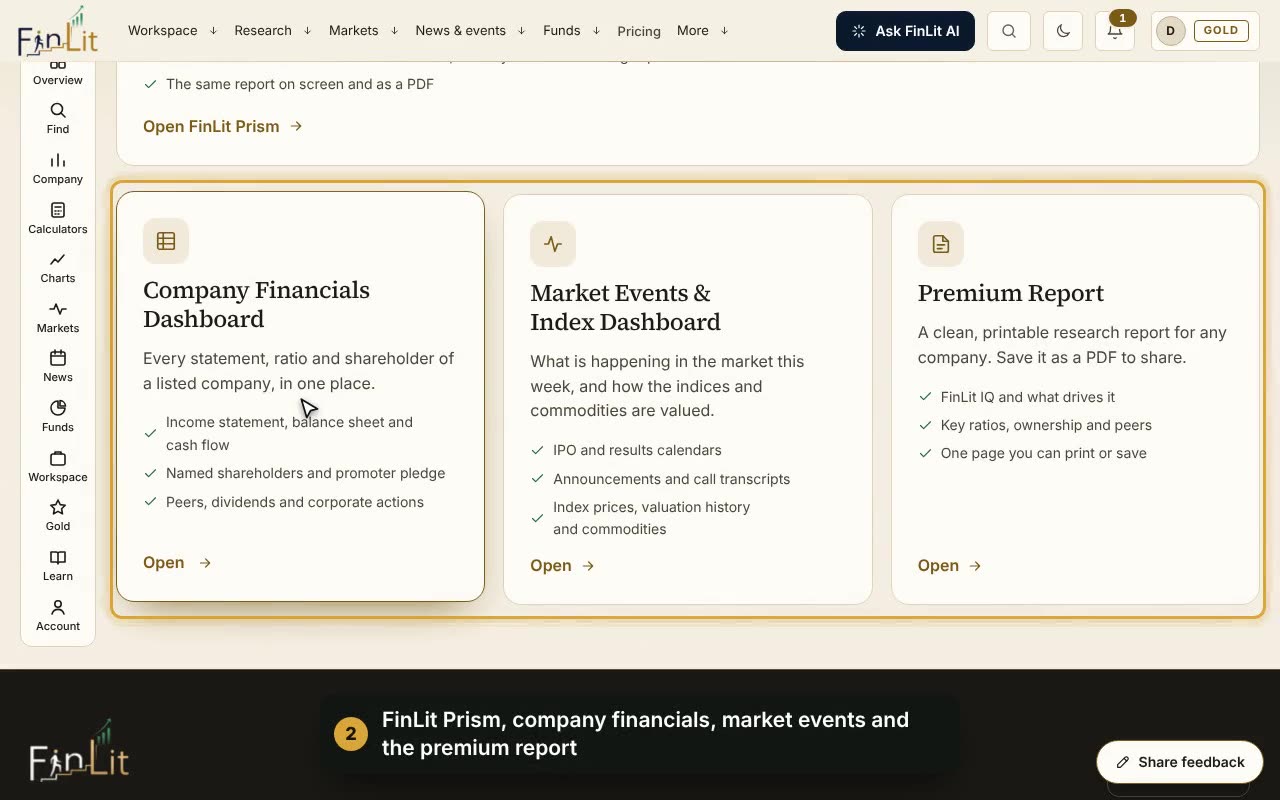 FinLit
Workspace
Research
Markets
News & events
Funds
Pricing
More
Ask FinLit AI
1
D
GOLD
Overview
Find
Company
Calculators
Charts
Markets
News
Funds
Workspace
Gold
Learn
Account
The same report on screen and as a PDF
Open FinLit Prism
Company Financials
Dashboard
Every statement, ratio and shareholder of
a listed company, in one place.
Income statement, balance sheet and
cash flow
Named shareholders and promoter pledge
Peers, dividends and corporate actions
Open
Market Events &
Index Dashboard
What is happening in the market this
week, and how the indices and
commodities are valued.
IPO and results calendars
Announcements and call transcripts
Index prices, valuation history
and commodities
Open
Premium Report
A clean, printable research report for any
company. Save it as a PDF to share.
FinLit IQ and what drives it
Key ratios, ownership and peers
One page you can print or save
Open
FinLit
2
FinLit Prism, company financials, market events and
the premium report
Share feedback